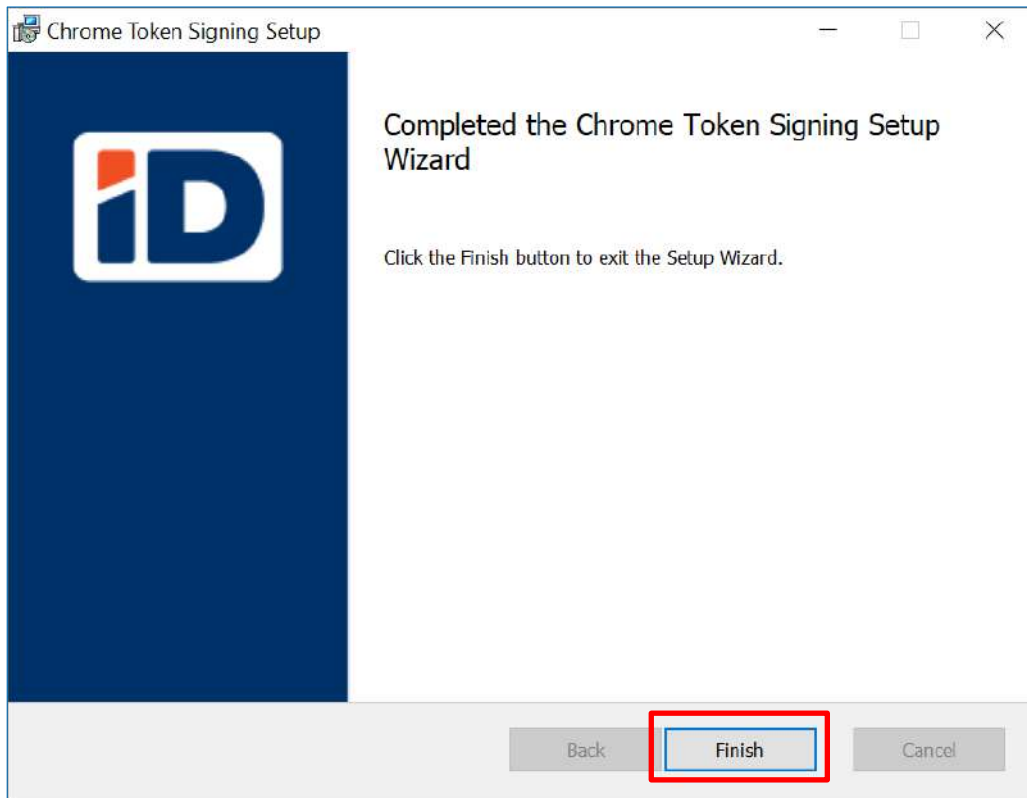 Chrome Token Signing Setup
iD
Completed the Chrome Token Signing Setup
Wizard
Click the Finish button to exit the Setup Wizard.
Back
Finish
Cancel